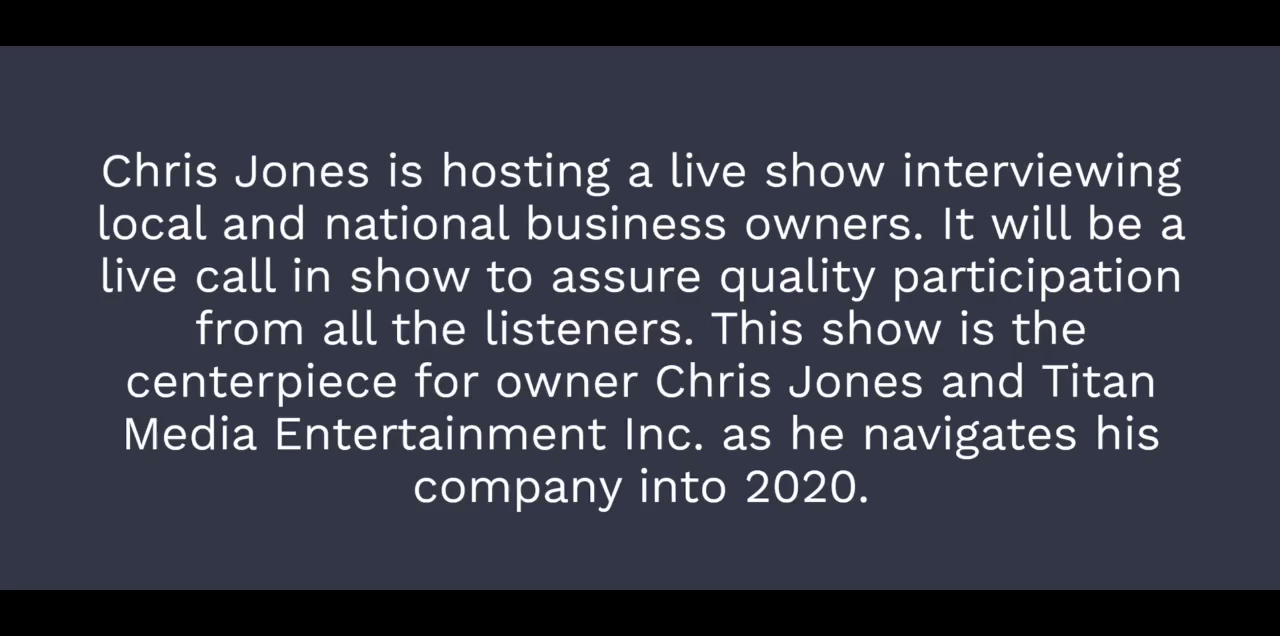 Chris Jones is hosting a live show interviewing
local and national business owners. It will be a
live call in show to assure quality participation
from all the listeners. This show is the
centerpiece for owner Chris Jones and Titan
Media Entertainment Inc. as he navigates his
company into 2020.